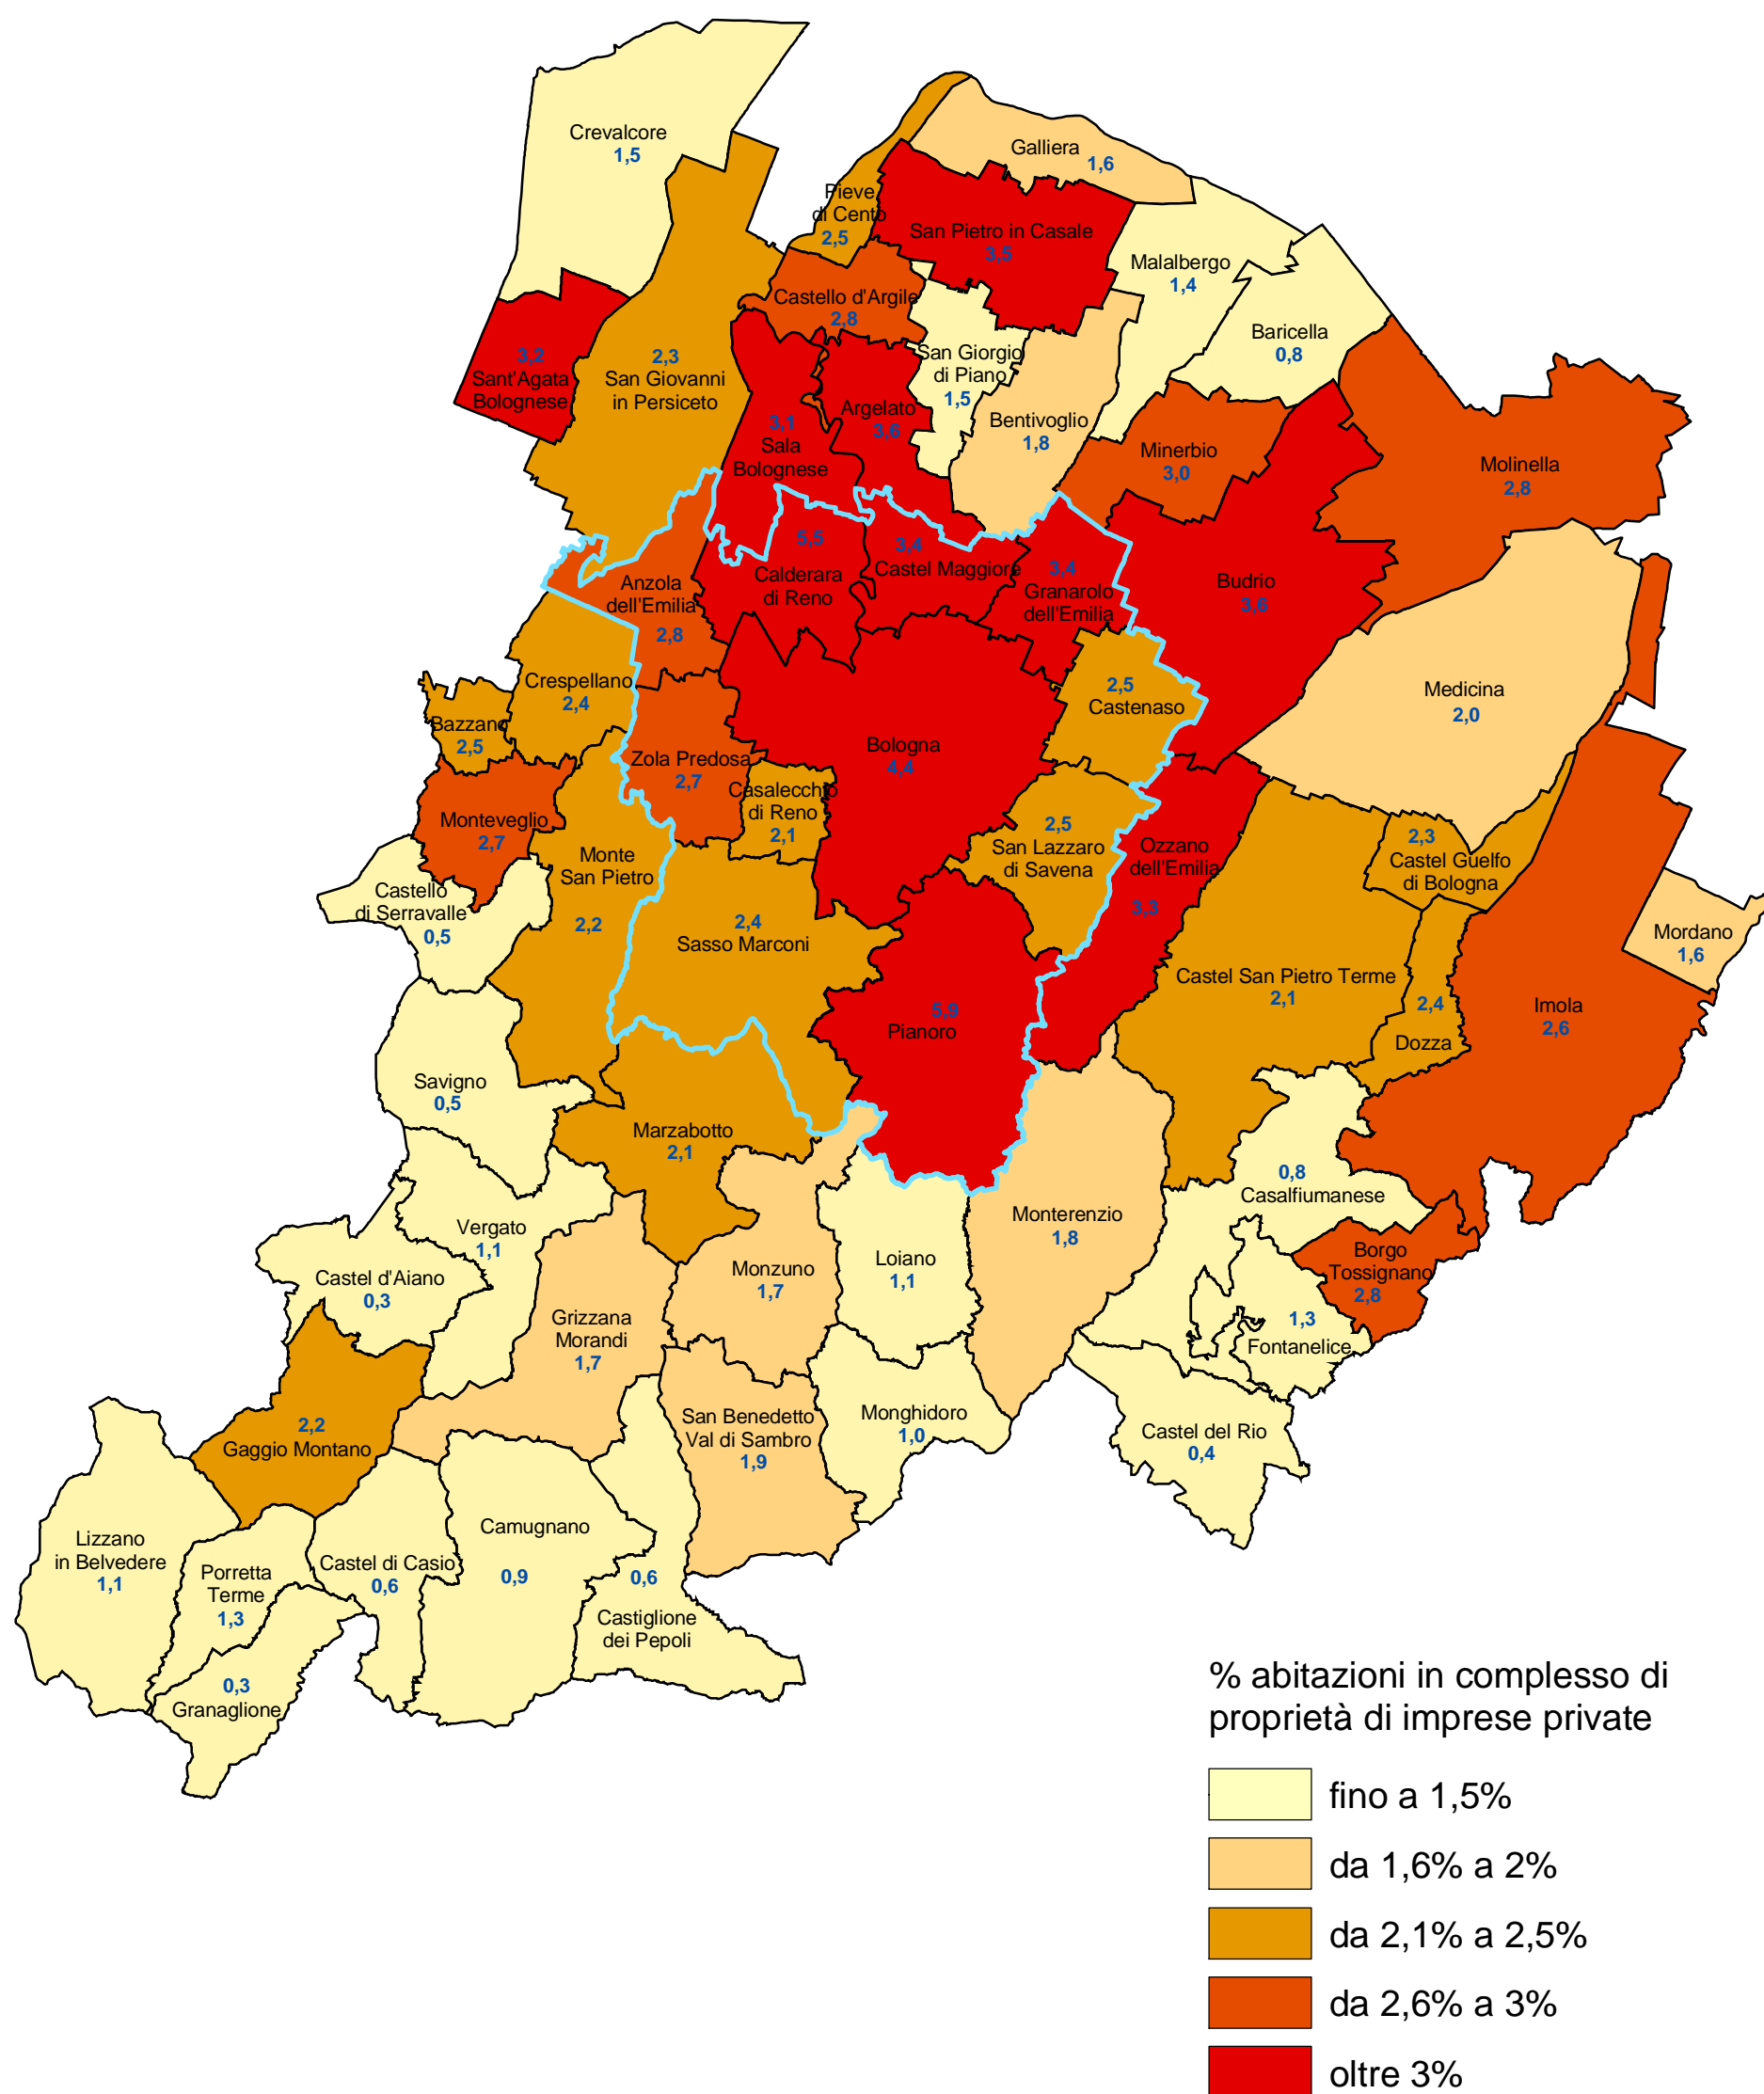 Crevalcore
1,5
Galliera
1,6
Pieve
di Cento
2,5
San Pietro in Casale
3,5
Malalbergo
1,4
Castello d'Argile
2,8
Baricella
0,8
3,2
Sant'Agata
Bolognese
2,3
San Giovanni
in Persiceto
San Giorgio
di Piano
1,5
Argelato
3,6
3,1
Sala
Bolognese
Bentivoglio
1,8
Minerbio
3,0
Molinella
2,8
5,5
Calderara
di Reno
3,4
Castel Maggiore
3,4
Granarolo
dell'Emilia
Budrio
3,6
Anzola
dell'Emilia
2,8
Crespellano
2,4
Bazzano
2,5
2,5
Castenaso
Medicina
2,0
Bologna
4,4
Zola Predosa
2,7
Casalecchio
di Reno
2,1
Monteveglio
2,7
Monte
San Pietro
2,2
2,5
San Lazzaro
di Savena
Ozzano
dell'Emilia
3,3
2,3
Castel Guelfo
di Bologna
Castello
di Serravalle
0,5
2,4
Sasso Marconi
Mordano
1,6
Castel San Pietro Terme
2,1
2,4
Dozza
Imola
2,6
5,9
Pianoro
Savigno
0,5
Marzabotto
2,1
0,8
Casalfiumanese
Vergato
1,1
Monterenzio
1,8
Castel d'Aiano
0,3
Monzuno
1,7
Loiano
1,1
Borgo
Tossignano
2,8
Grizzana
Morandi
1,7
1,3
Fontanelice
2,2
Gaggio Montano
San Benedetto
Val di Sambro
1,9
Monghidoro
1,0
Castel del Rio
0,4
Lizzano
in Belvedere
1,1
Porretta
Terme
1,3
Castel di Casio
0,6
Camugnano
0,9
0,6
Castiglione
dei Pepoli
0,3
Granaglione
% abitazioni in complesso di
proprietà di imprese private
fino a 1,5%
da 1,6% a 2%
da 2,1% a 2,5%
da 2,6% a 3%
oltre 3%